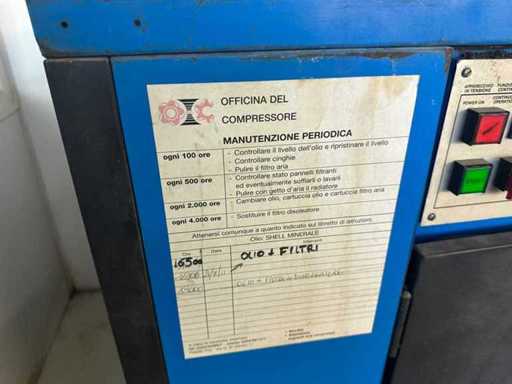 OFFICINA DEL
COMPRESSORE
MANUTENZIONE PERIODICA
ogni 100 ore
- Controllare il livello dell'olio e ripristinare il livello
- Controllare cinghie
- Pulire il filtro aria
ogni 500 ore
- Controllare stato pannelli filtranti
ed eventualmente soffiarli o lavarli
- Pulire con getto d'aria il radiatore
ogni 2.000 ore
- Cambiare olio, cartuccia olio e cartuccia filtro aria
ogni 4.000 ore
- Sostituire il filtro disoleatore
Attenersi comunque a quanto indicato sul libretto di istruzioni
Olio: SHELL MINERALE
Data
16500
OLIO + FILTRI
OLIO +
APPARECCHIO
IN TENSIONE
POWER ON